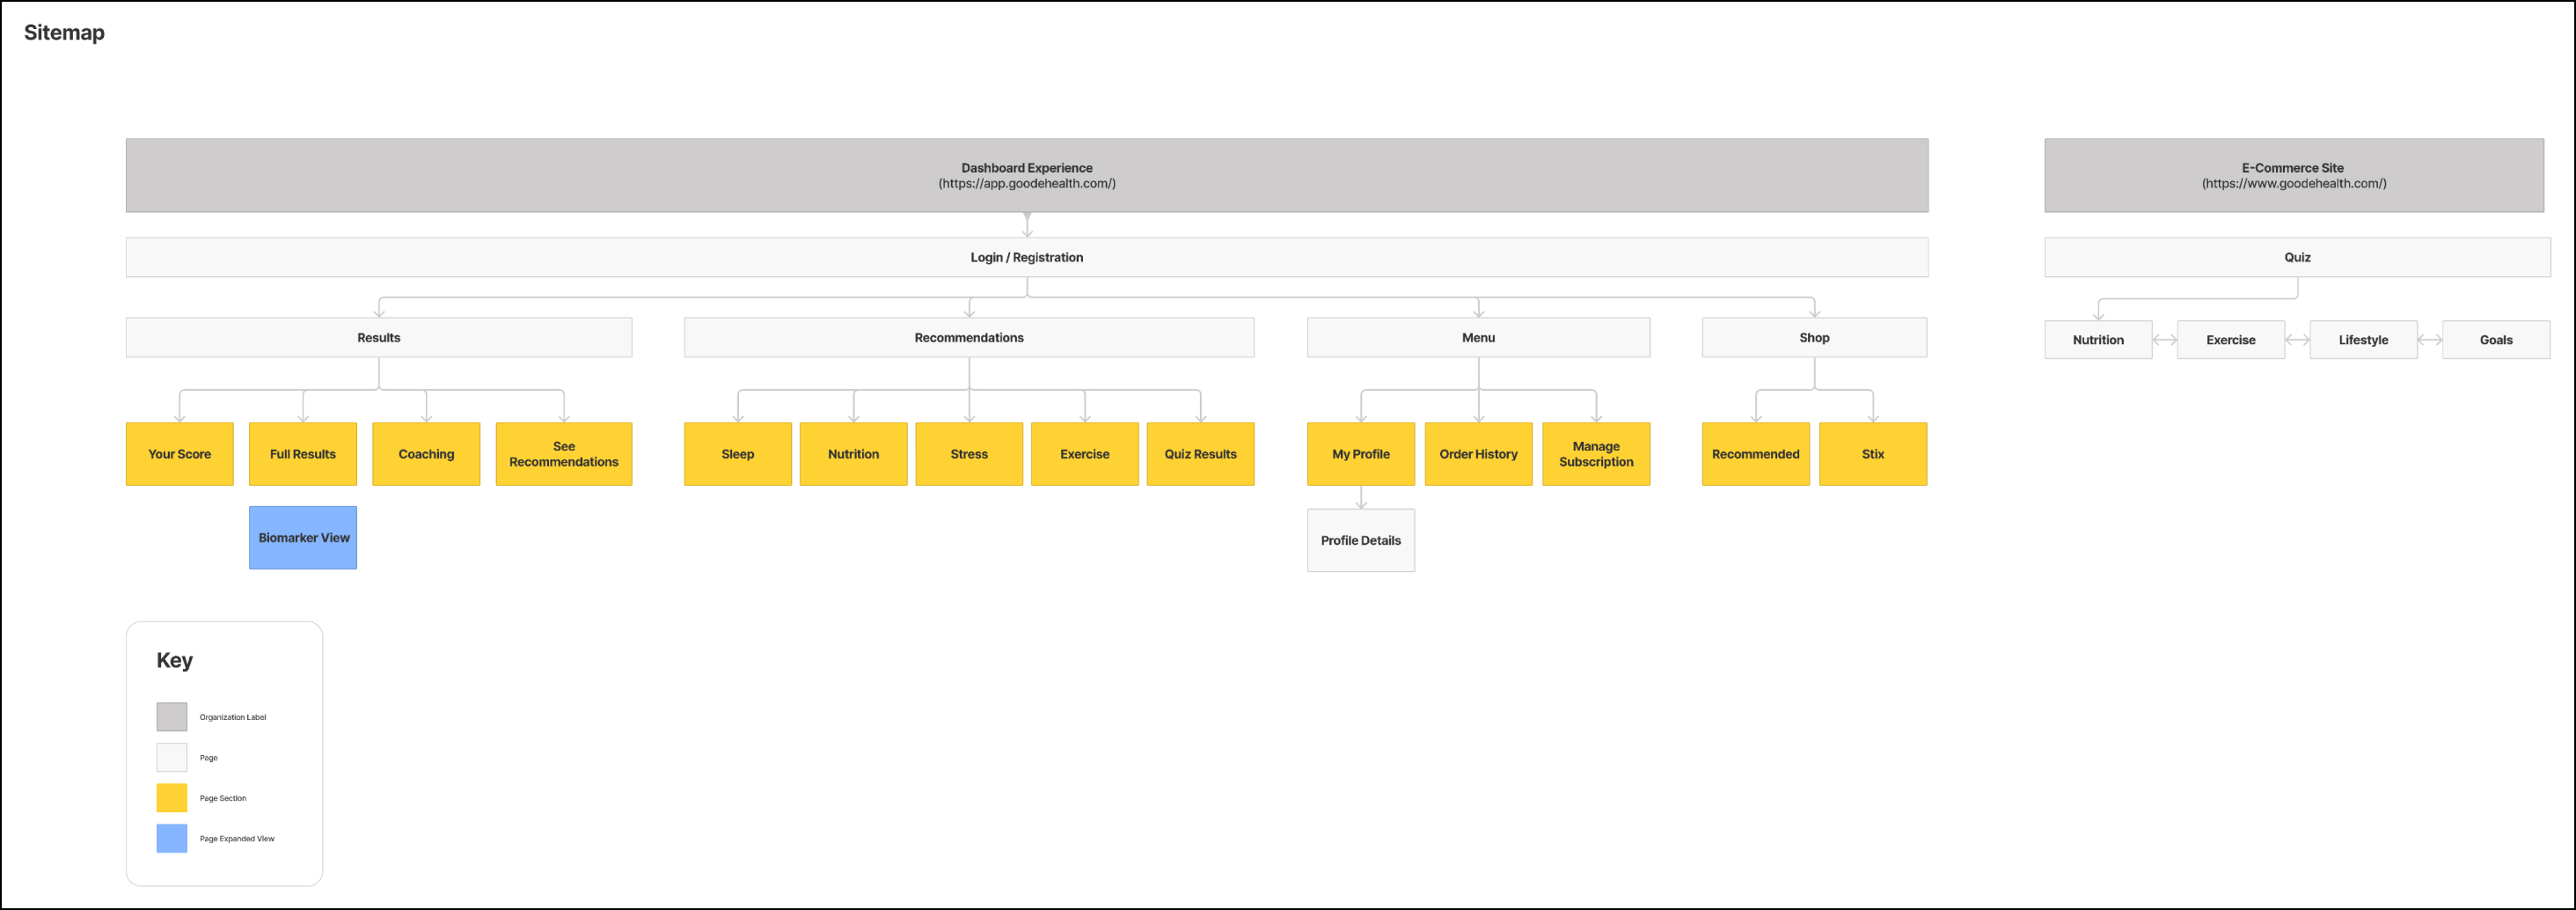 Sitemap
Dashboard Experience
(https://app.goodehealth.com/)
E-Commerce Site
(https://www.goodehealth.com/)
Login / Registration
Quiz
Results
Recommendations
Menu
Shop
Nutrition
Exercise
Lifestyle
Goals
Your Score
Full Results
Coaching
See
Recommendations
Sleep
Nutrition
Stress
Exercise
Quiz Results
My Profile
Order History
Manage
Subscription
Recommended
Stix
Biomarker View
Profile Details
Key
Organization Label
Page
Page Section
Page Expanded View